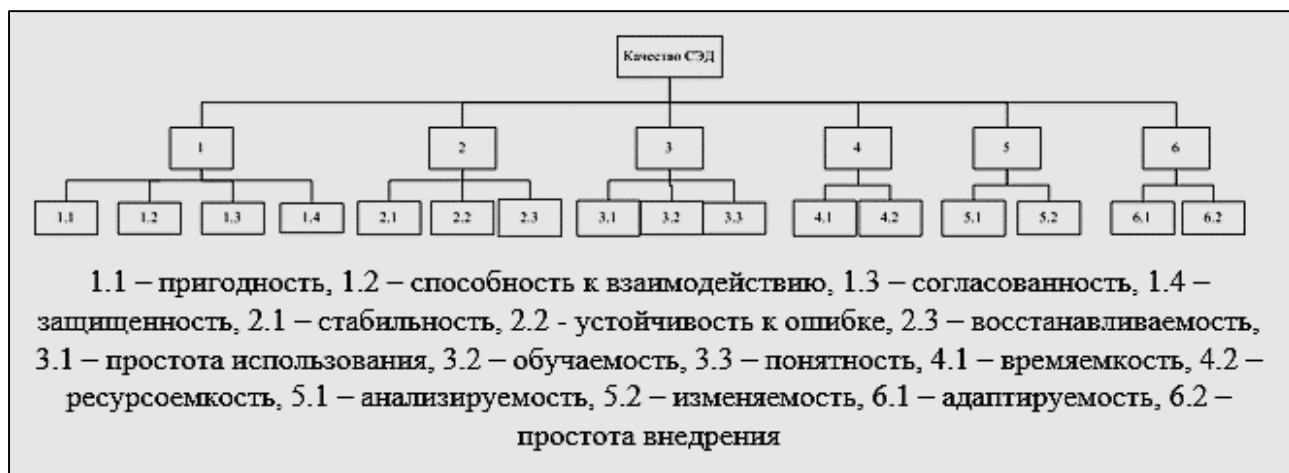 Качество СЭД
1 2 3 4 5 6
1.1 1.2 1.3 1.4 2.1 2.2 2.3 3.1 3.2 3.3 4.1 4.2 5.1 5.2 6.1 6.2
1.1 – пригодность, 1.2 – способность к взаимодействию, 1.3 – согласованность, 1.4 –
защищенность, 2.1 – стабильность, 2.2 - устойчивость к ошибке, 2.3 – восстанавливаемость,
3.1 – простота использования, 3.2 – обучаемость, 3.3 – понятность, 4.1 – времяемкость, 4.2 –
ресурсоемкость, 5.1 – анализируемость, 5.2 – изменяемость, 6.1 – адаптируемость, 6.2 –
простота внедрения